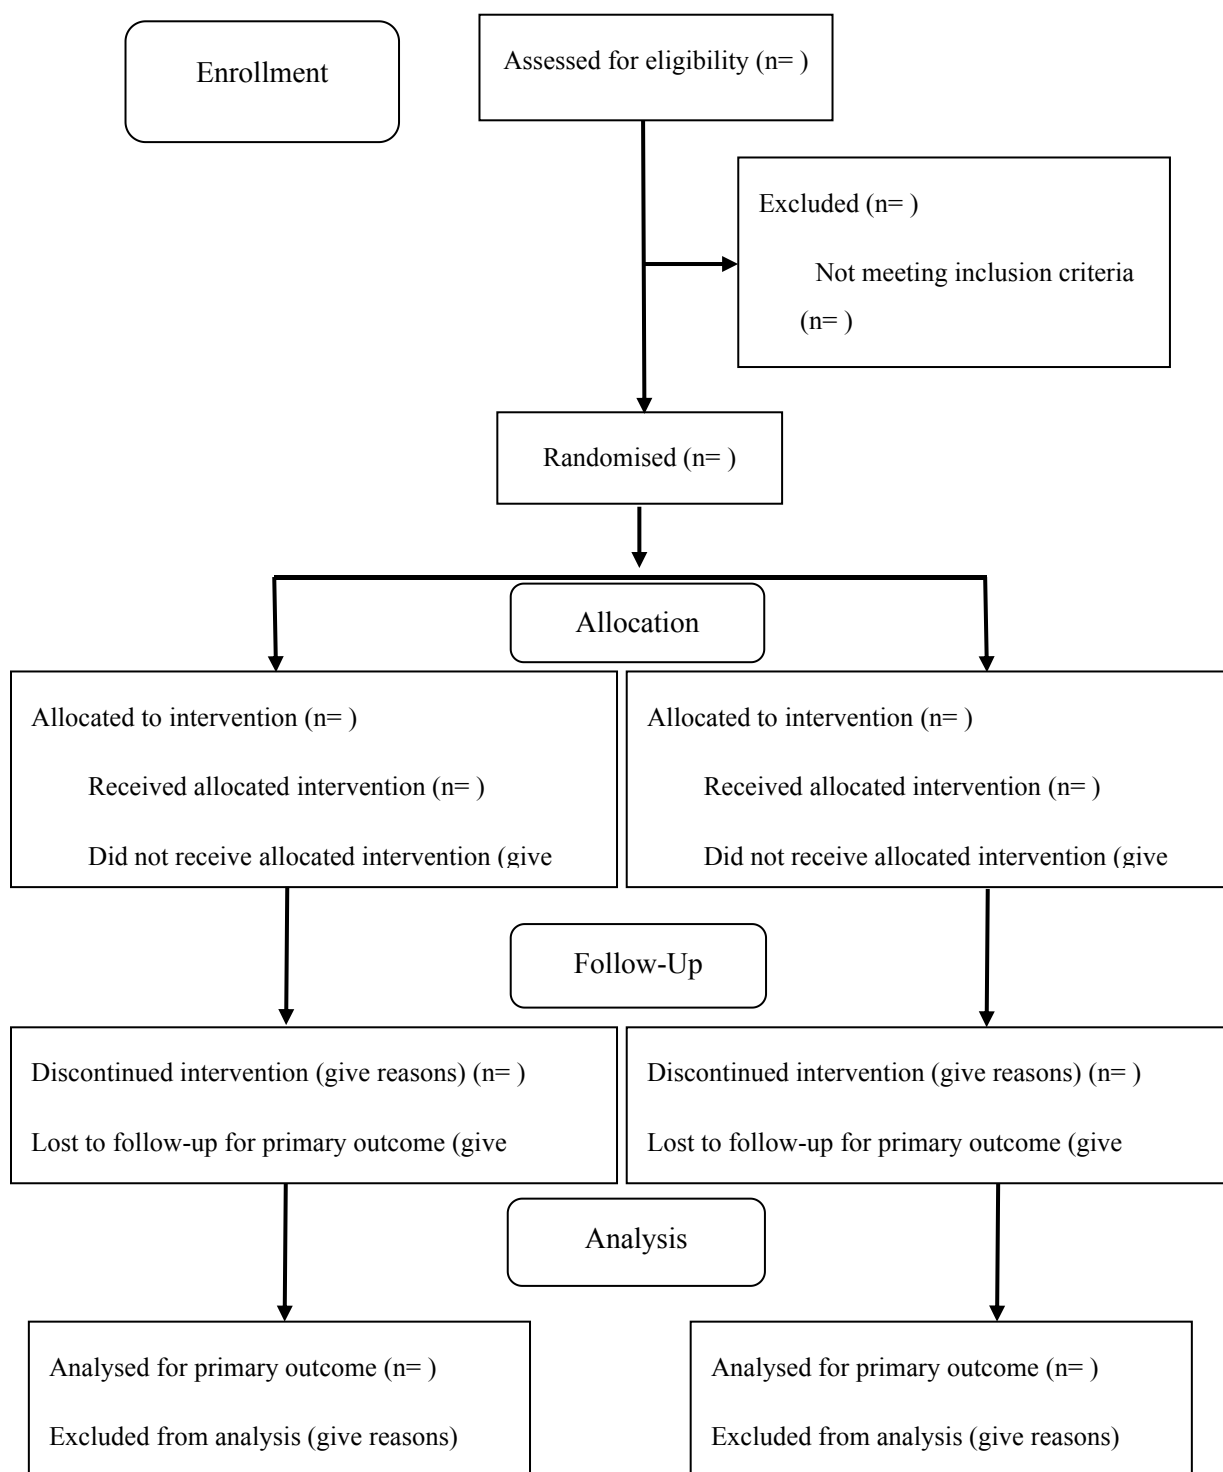 Enrollment
Assessed for eligibility (n= )
Excluded (n= )
Not meeting inclusion criteria
(n= )
Randomised (n= )
Allocation
Allocated to intervention (n= )
Received allocated intervention (n= )
Did not receive allocated intervention (give
Allocated to intervention (n= )
Received allocated intervention (n= )
Did not receive allocated intervention (give
Follow-Up
Discontinued intervention (give reasons) (n= )
Lost to follow-up for primary outcome (give
Discontinued intervention (give reasons) (n= )
Lost to follow-up for primary outcome (give
Analysis
Analysed for primary outcome (n= )
Excluded from analysis (give reasons)
Analysed for primary outcome (n= )
Excluded from analysis (give reasons)